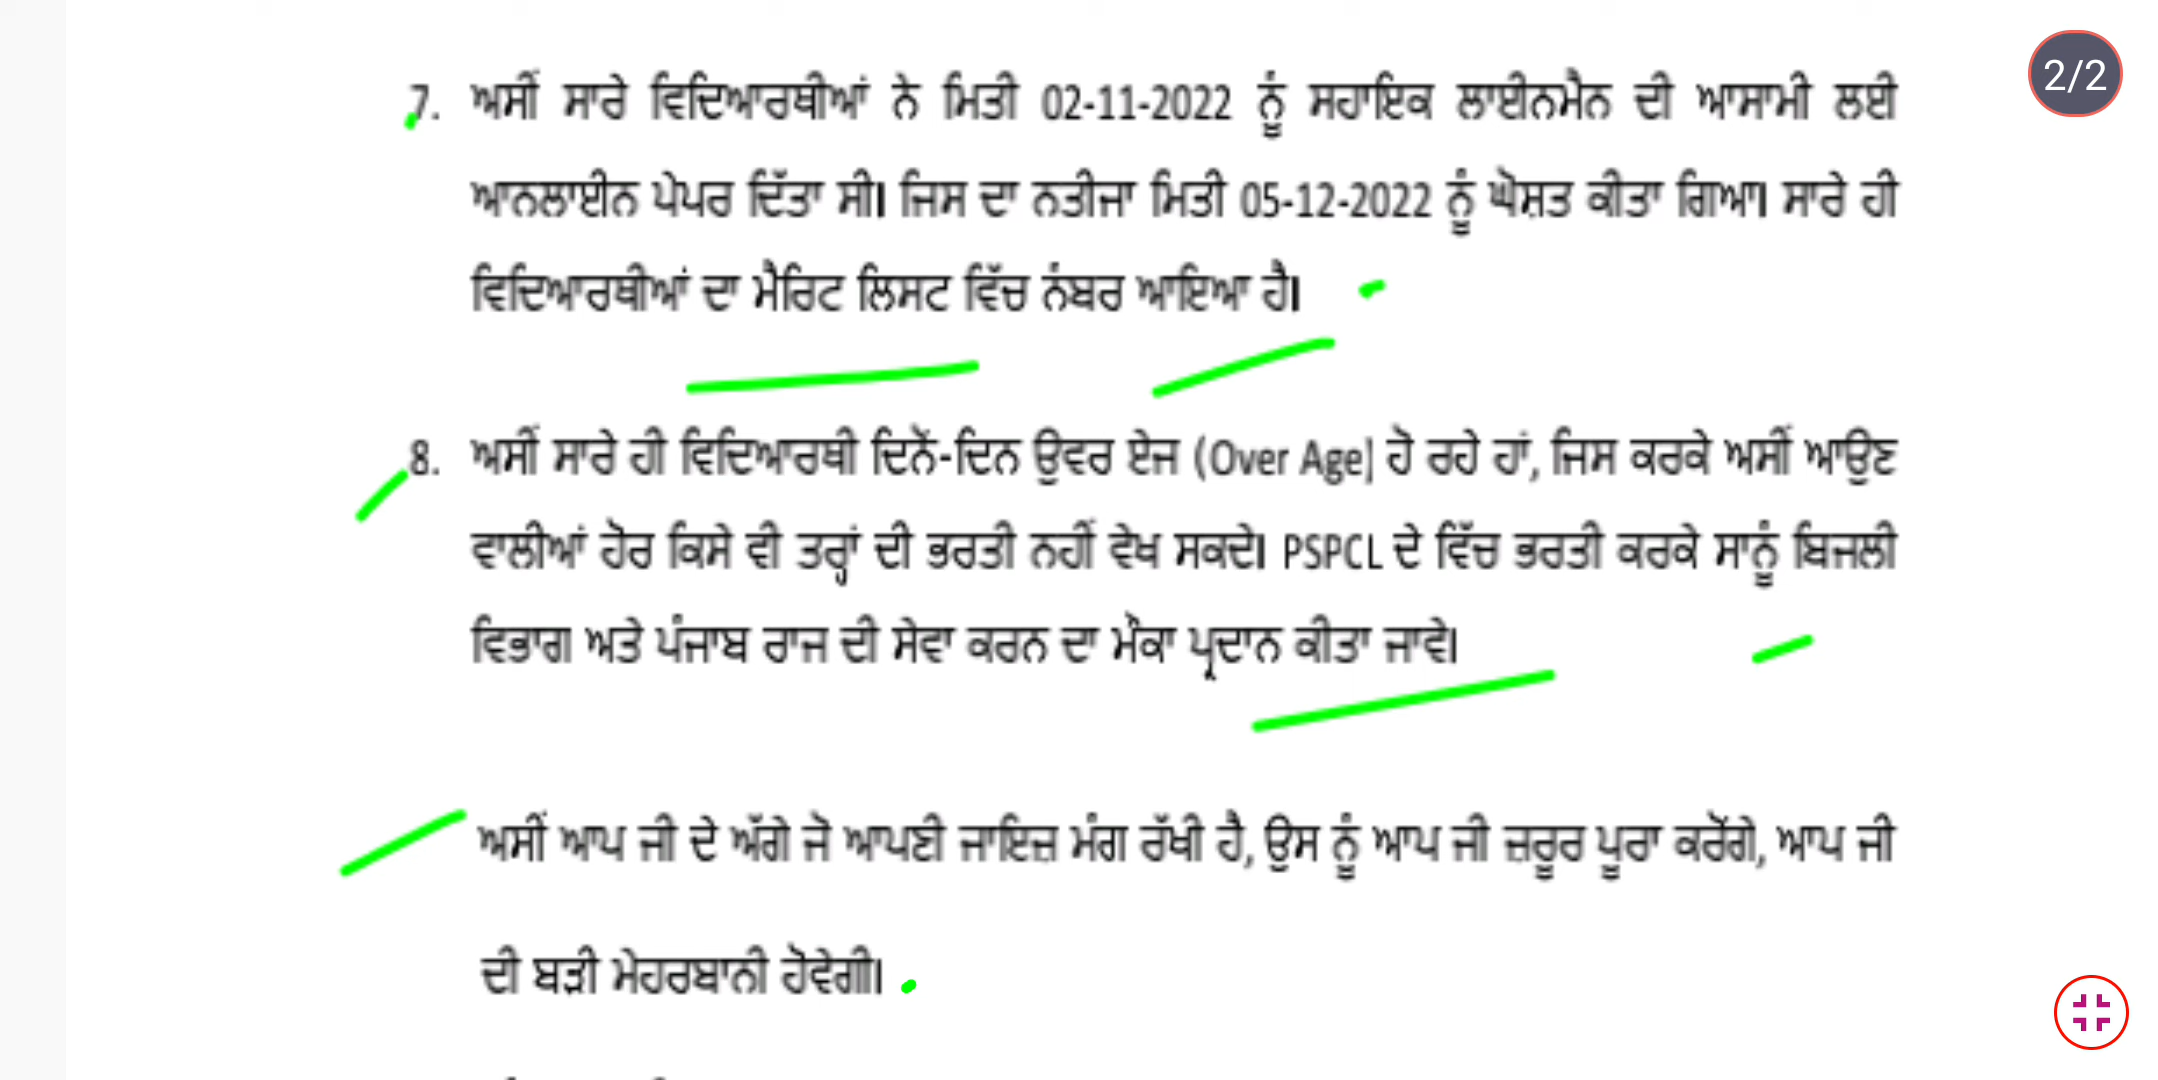 2/2
7. ਅਸੀਂ ਸਾਰੇ ਵਿਦਿਆਰਥੀਆਂ ਨੇ ਮਿਤੀ 02-11-2022 ਨੂੰ ਸਹਾਇਕ ਲਾਈਨਮੈਨ ਦੀ ਆਸਾਮੀ ਲਈ
ਆਨਲਾਈਨ ਪੇਪਰ ਦਿੱਤਾ ਸੀ। ਜਿਸ ਦਾ ਨਤੀਜਾ ਮਿਤੀ 05-12-2022 ਨੂੰ ਘੋਸ਼ਤ ਕੀਤਾ ਗਿਆ। ਸਾਰੇ ਹੀ
ਵਿਦਿਆਰਥੀਆਂ ਦਾ ਮੈਰਿਟ ਲਿਸਟ ਵਿੱਚ ਨੰਬਰ ਆਇਆ ਹੈ।
8. ਅਸੀਂ ਸਾਰੇ ਹੀ ਵਿਦਿਆਰਥੀ ਦਿਨੋਂ-ਦਿਨ ਉਵਰ ਏਜ (Over Age) ਹੋ ਰਹੇ ਹਾਂ, ਜਿਸ ਕਰਕੇ ਅਸੀਂ ਆਉਣ
ਵਾਲੀਆਂ ਹੋਰ ਕਿਸੇ ਵੀ ਤਰ੍ਹਾਂ ਦੀ ਭਰਤੀ ਨਹੀਂ ਵੇਖ ਸਕਦੇ। PSPCL ਦੇ ਵਿੱਚ ਭਰਤੀ ਕਰਕੇ ਸਾਨੂੰ ਬਿਜਲੀ
ਵਿਭਾਗ ਅਤੇ ਪੰਜਾਬ ਰਾਜ ਦੀ ਸੇਵਾ ਕਰਨ ਦਾ ਮੌਕਾ ਪ੍ਰਦਾਨ ਕੀਤਾ ਜਾਵੇ।
ਅਸੀਂ ਆਪ ਜੀ ਦੇ ਅੱਗੇ ਜੋ ਆਪਣੀ ਜਾਇਜ਼ ਮੰਗ ਰੱਖੀ ਹੈ, ਉਸ ਨੂੰ ਆਪ ਜੀ ਜ਼ਰੂਰ ਪੂਰਾ ਕਰੋਂਗੇ, ਆਪ ਜੀ
ਦੀ ਬੜੀ ਮੇਹਰਬਾਨੀ ਹੋਵੇਗੀ।